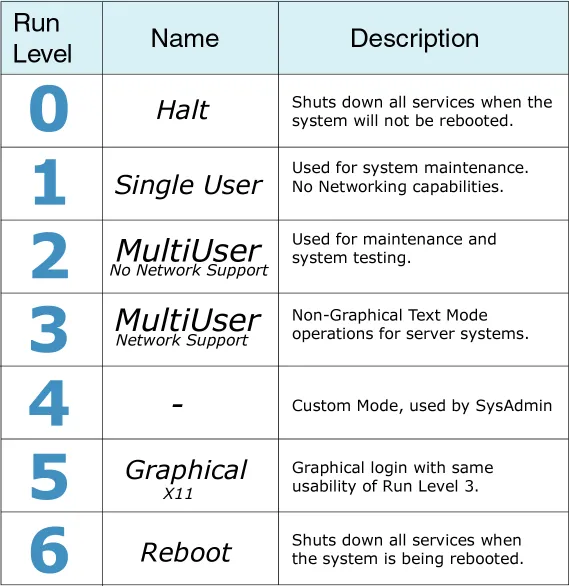 Run
Level
Name
Description
0
Halt
Shuts down all services when the
system will not be rebooted.
1
Single User
Used for system maintenance.
No Networking capabilities.
2
MultiUser
No Network Support
Used for maintenance and
system testing.
3
MultiUser
Network Support
Non-Graphical Text Mode
operations for server systems.
4
-
Custom Mode, used by SysAdmin
5
Graphical
X11
Graphical login with same
usability of Run Level 3.
6
Reboot
Shuts down all services when
the system is being rebooted.